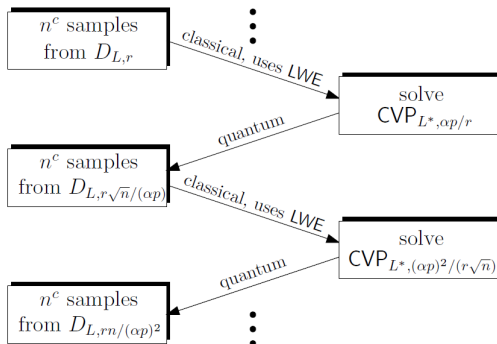 n^c samples
from D_{L,r}
classical, uses LWE
solve
CVP_{L*,αp/r}
quantum
n^c samples
from D_{L,r√n/(αp)}
classical, uses LWE
solve
CVP_{L*,(αp)^2/(r√n)}
quantum
n^c samples
from D_{L,rn/(αp)^2}